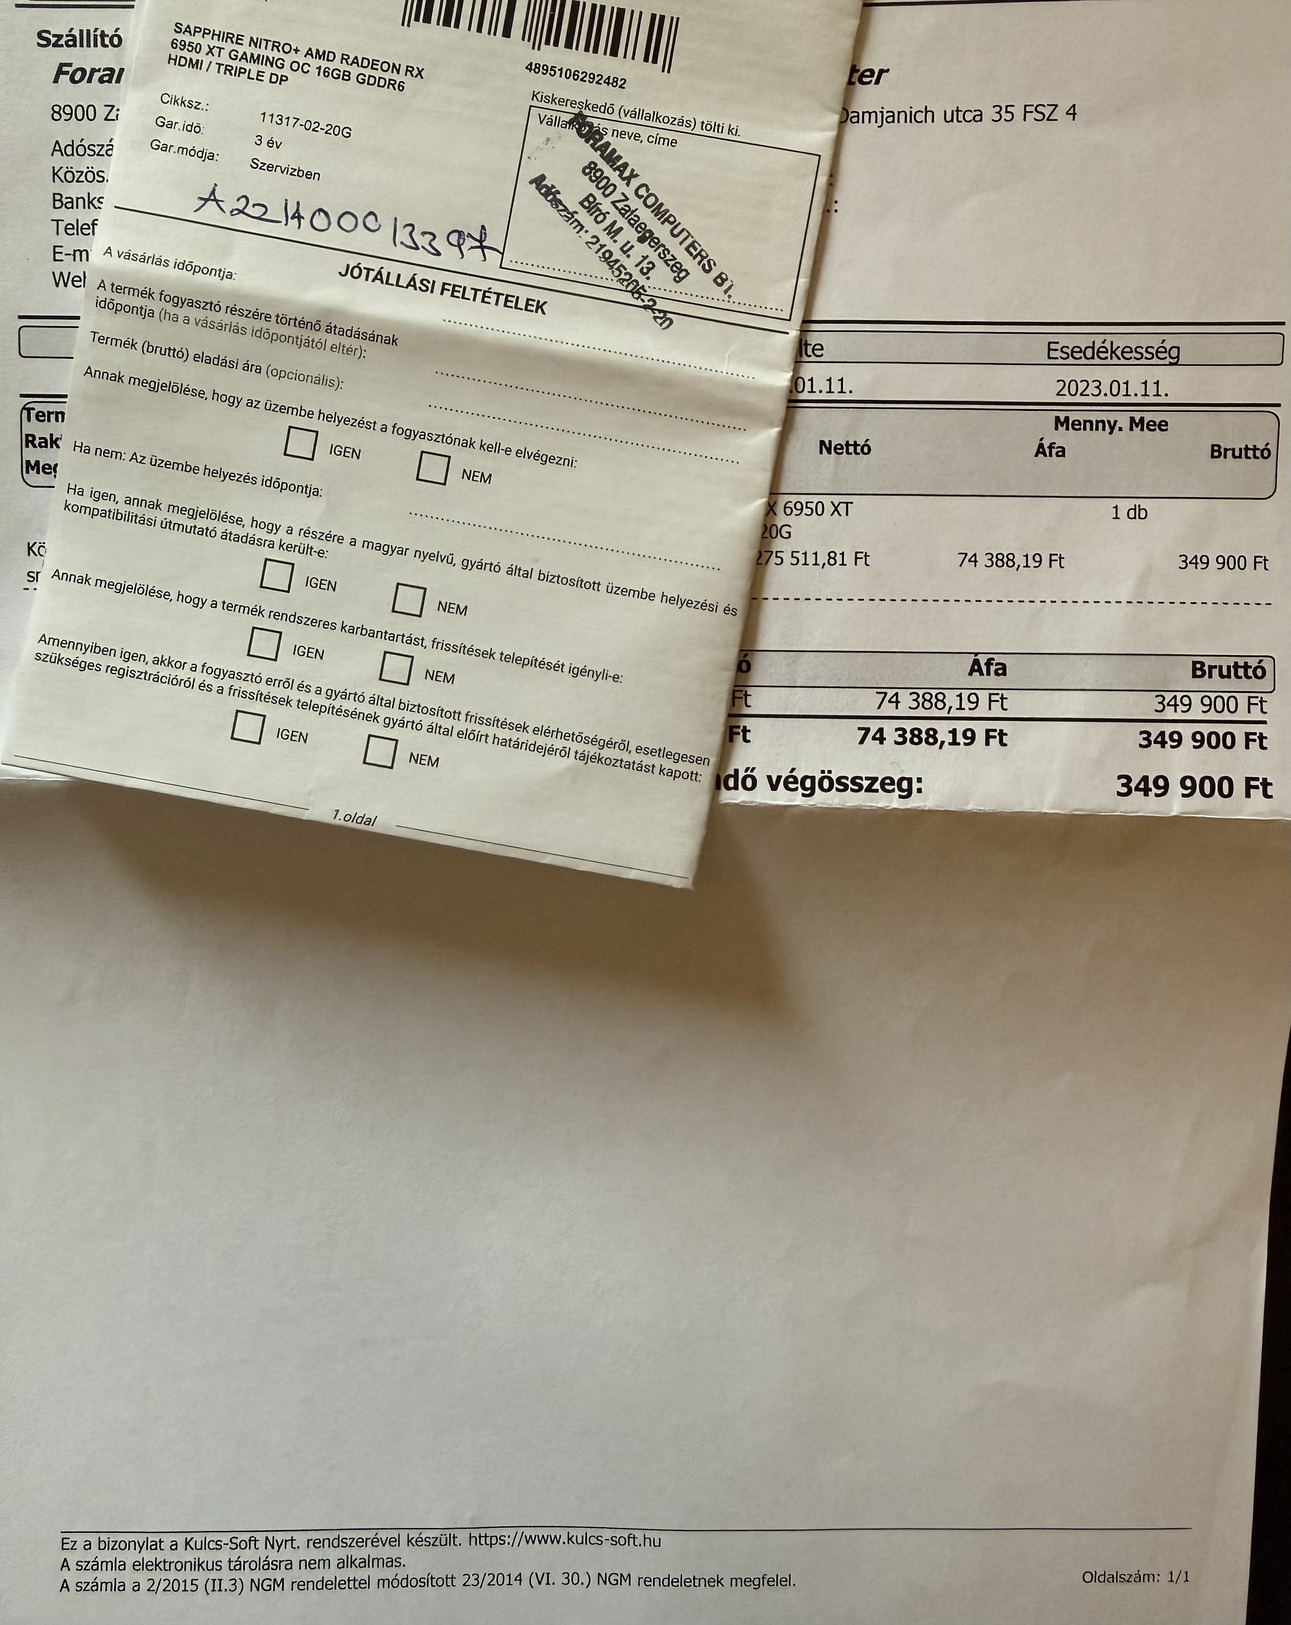 SAPPHIRE NITRO+ AMD RADEON RX
6950 XT GAMING OC 16GB GDDR6
HDMI / TRIPLE DP
4895106292482
Cikksz.: 11317-02-20G
Gar.idő: 3 év
Gar.módja: Szervizben
Kiskereskedő (vállalkozás) tölti ki.
Vállalkozás neve, címe
FORAMAX COMPUTERS BT.
8900 Zalaegerszeg
Bíró M. u. 13.
Adószám: 21945205-2-20
A221400013397
JÓTÁLLÁSI FELTÉTELEK
A vásárlás időpontja:
A termék fogyasztó részére történő átadásának
időpontja (ha a vásárlás időpontjától eltér):
Termék (bruttó) eladási ára (opcionális):
Annak megjelölése, hogy az üzembe helyezést a fogyasztónak kell-e elvégezni:
IGEN NEM
Ha nem: Az üzembe helyezés időpontja:
Ha igen, annak megjelölése, hogy a részére a magyar nyelvű, gyártó által biztosított üzembe helyezési és
kompatibilitási útmutató átadásra került-e:
IGEN NEM
Annak megjelölése, hogy a termék rendszeres karbantartást, frissítések telepítését igényli-e:
IGEN NEM
Amennyiben igen, akkor a fogyasztó erről és a gyártó által biztosított frissítések elérhetőségéről, esetlegesen
szükséges regisztrációról és a frissítések telepítésének gyártó által előírt határidejéről tájékoztatást kapott:
IGEN NEM
1.oldal
Szállító
Forar
8900 Za
Adószá
Közös.
Banks
Telef
E-m
Wel
ter
Damjanich utca 35 FSZ 4
lte Esedékesség
.01.11. 2023.01.11.
Term
Rak
Meg
Menny. Mee
Nettó Áfa Bruttó
X 6950 XT 1 db
20G
275 511,81 Ft 74 388,19 Ft 349 900 Ft
ó Áfa Bruttó
Ft 74 388,19 Ft 349 900 Ft
Ft 74 388,19 Ft 349 900 Ft
dő végösszeg: 349 900 Ft
Ez a bizonylat a Kulcs-Soft Nyrt. rendszerével készült. https://www.kulcs-soft.hu
A számla elektronikus tárolásra nem alkalmas.
A számla a 2/2015 (II.3) NGM rendelettel módosított 23/2014 (VI. 30.) NGM rendeletnek megfelel.
Oldalszám: 1/1